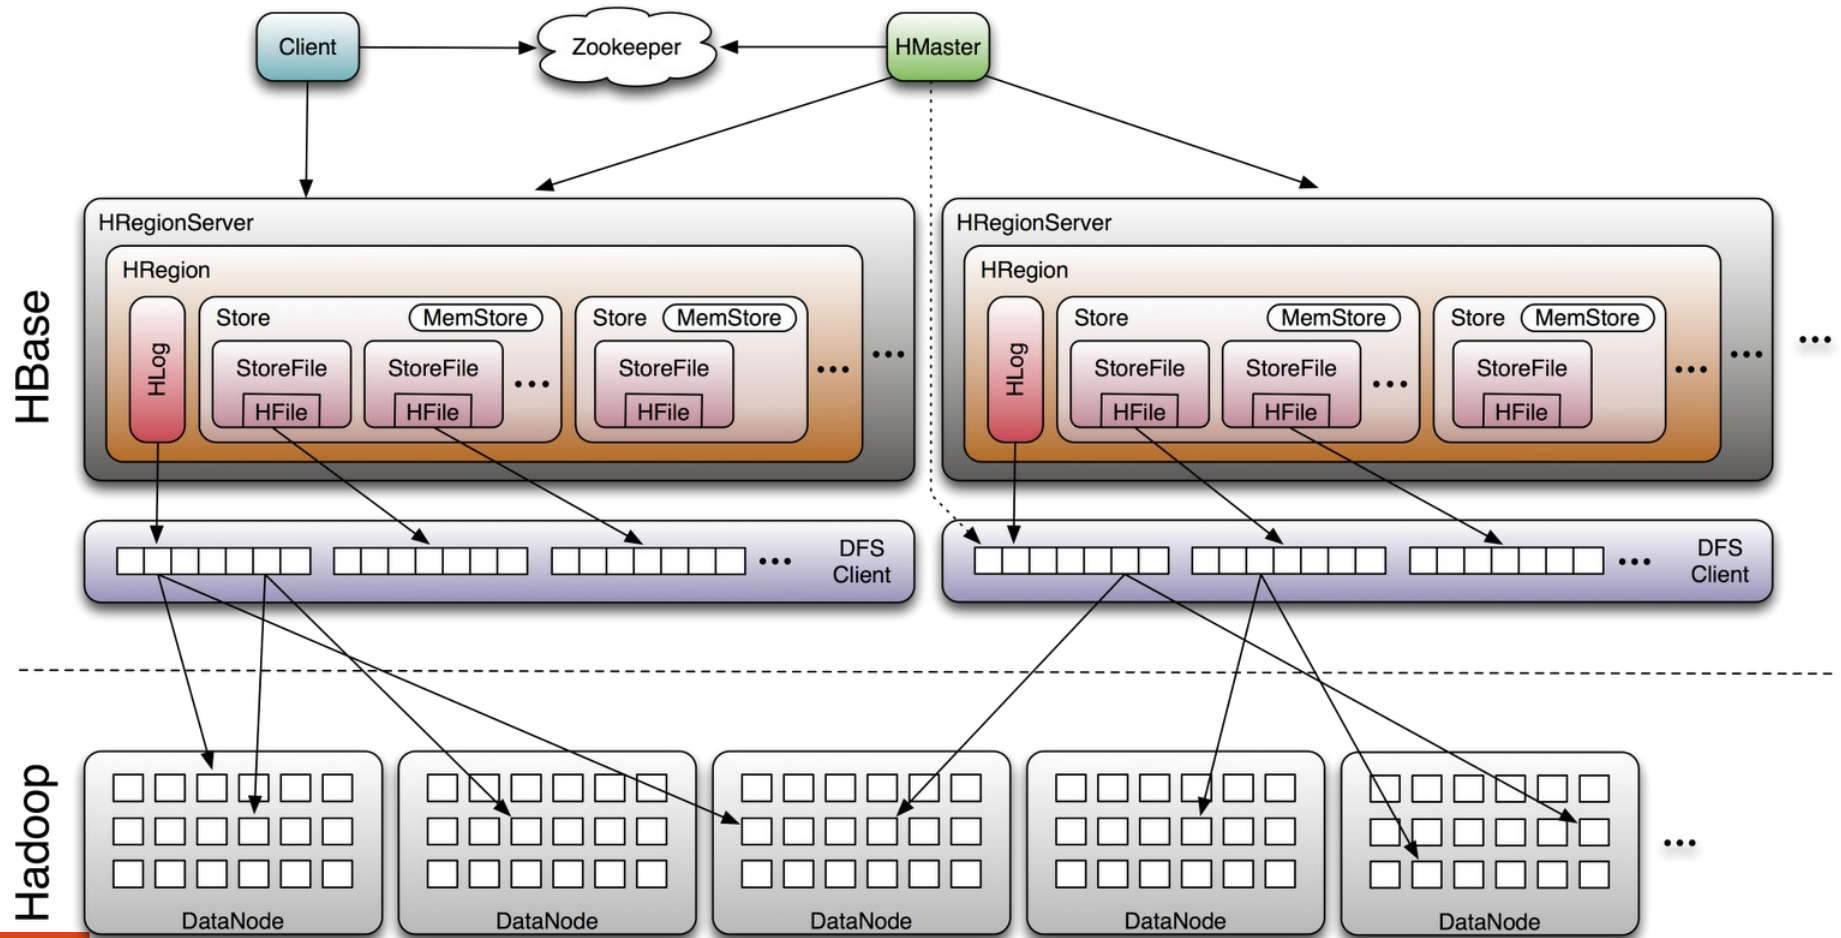 Client
Zookeeper
HMaster
HBase
HRegionServer
HRegion
HLog
Store
MemStore
StoreFile
HFile
StoreFile
HFile
...
Store
MemStore
StoreFile
HFile
...
...
HRegionServer
HRegion
HLog
Store
MemStore
StoreFile
HFile
StoreFile
HFile
...
Store
MemStore
StoreFile
HFile
...
...
...
...
DFS
Client
...
DFS
Client
Hadoop
DataNode
DataNode
DataNode
DataNode
DataNode
...